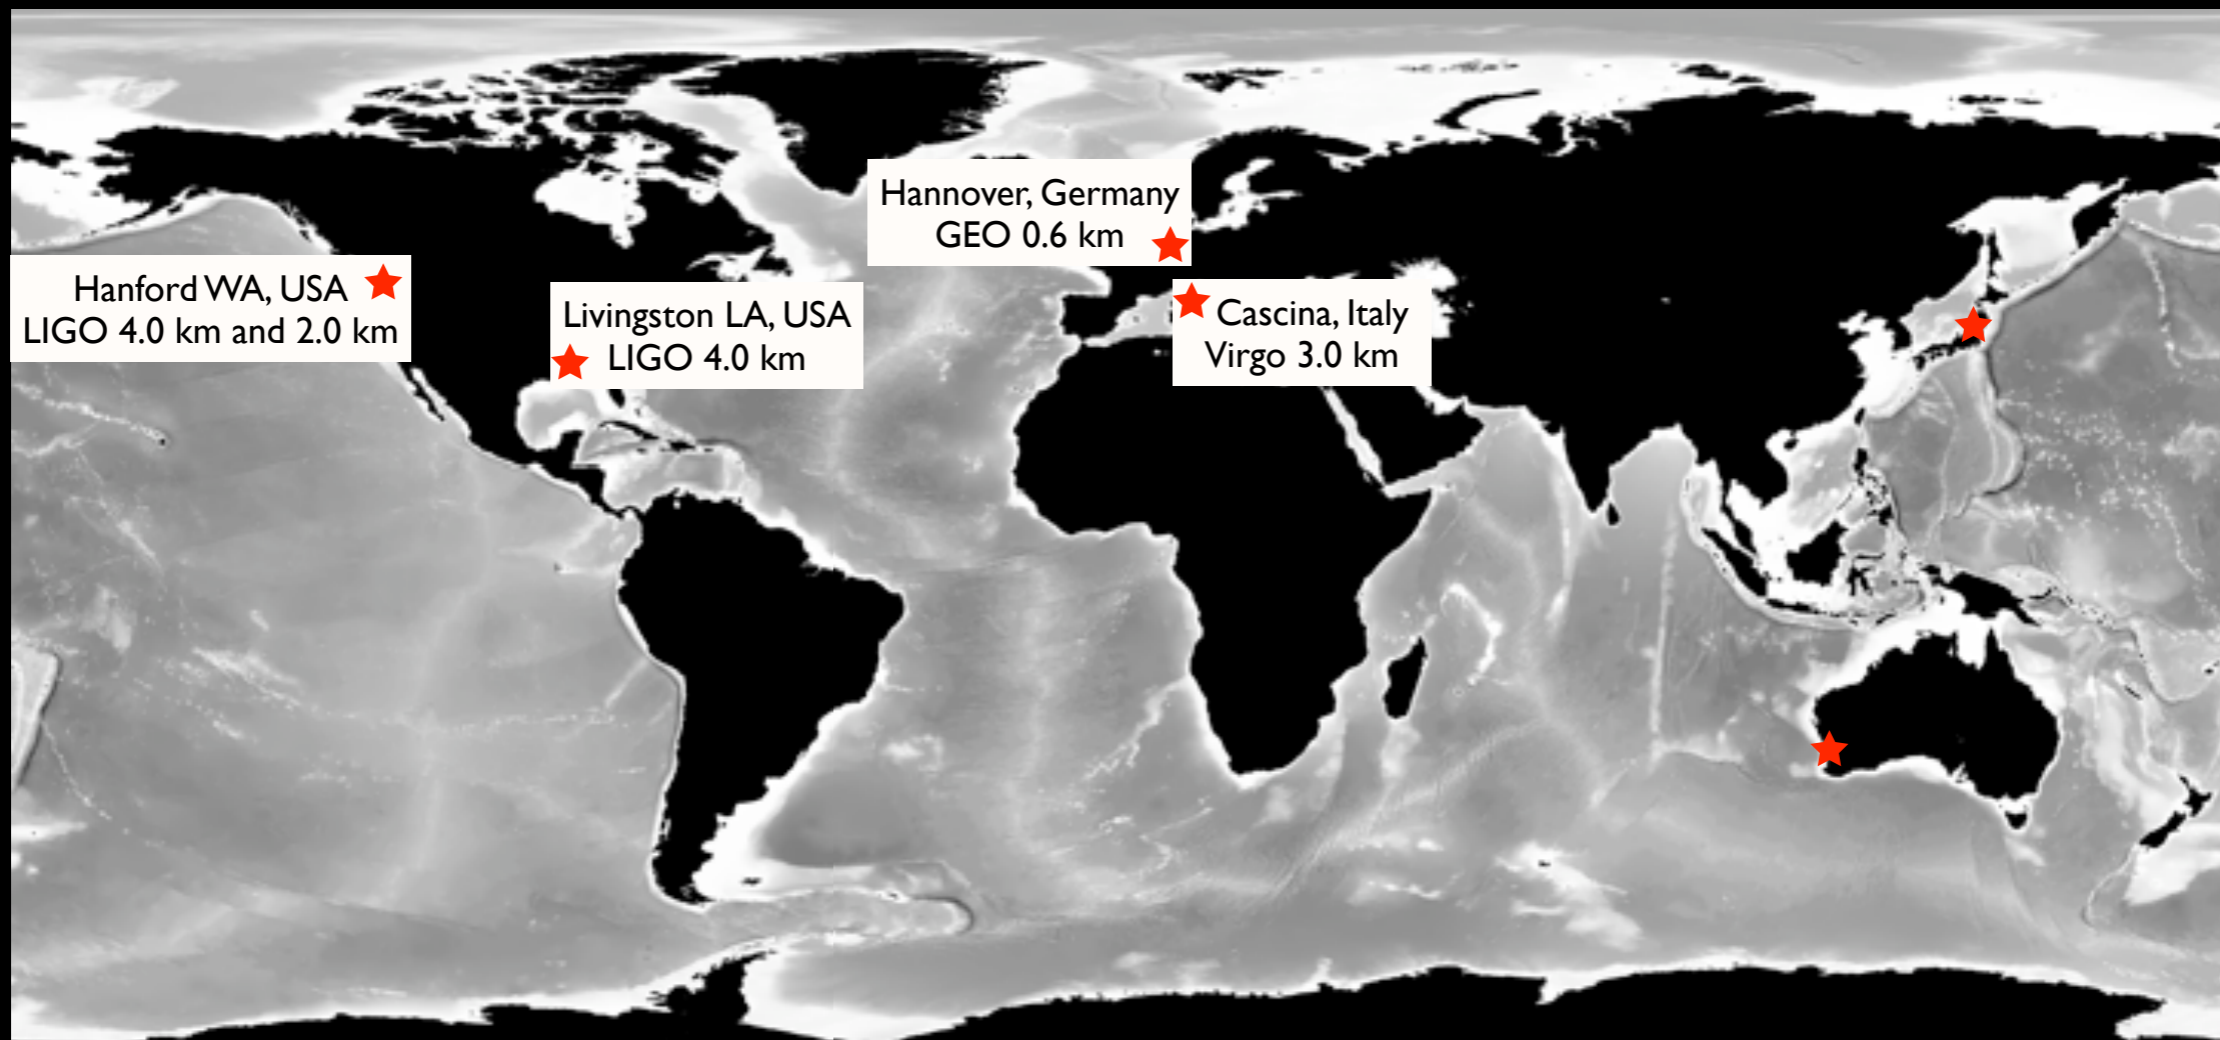 Hannover, Germany
GEO 0.6 km
Hanford WA, USA
LIGO 4.0 km and 2.0 km
Livingston LA, USA
LIGO 4.0 km
Cascina, Italy
Virgo 3.0 km